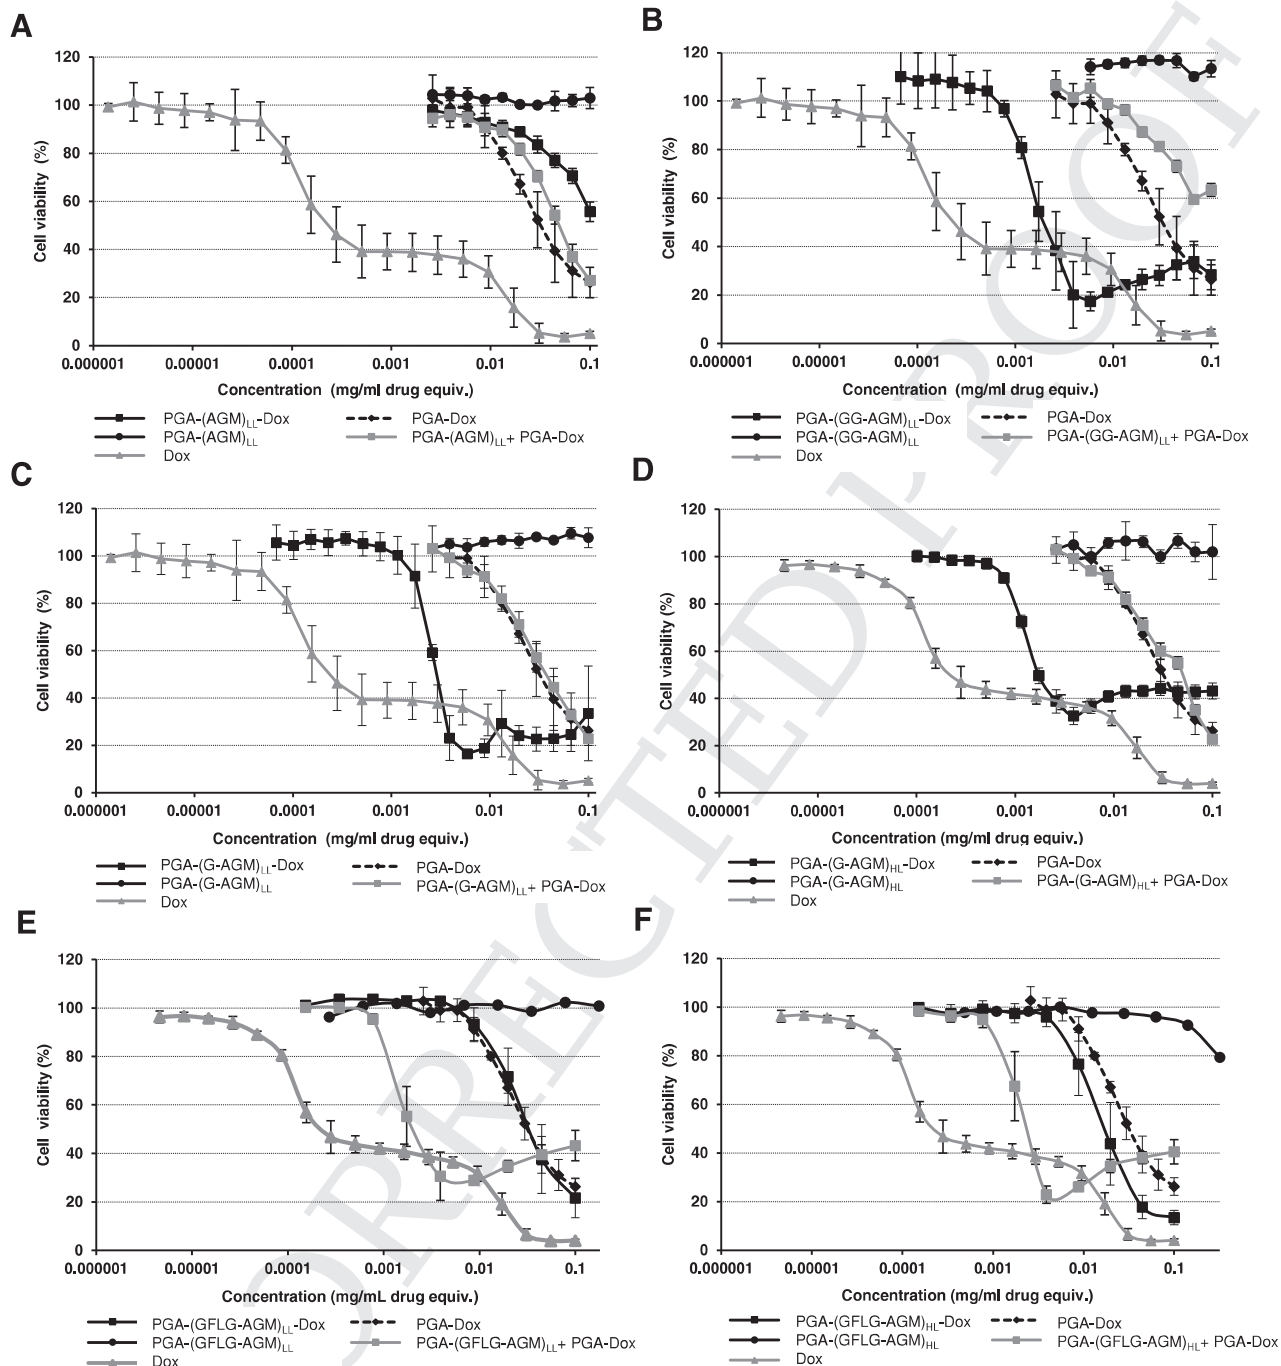 A
120
100
80
60
40
20
0
Cell viability (%)
0.000001 0.00001 0.0001 0.001 0.01 0.1
Concentration (mg/ml drug equiv.)
PGA-(AGM)LL-Dox PGA-Dox
PGA-(AGM)LL PGA-(AGM)LL+ PGA-Dox
Dox
B
120
100
80
60
40
20
0
Cell viability (%)
0.000001 0.00001 0.0001 0.001 0.01 0.1
Concentration (mg/ml drug equiv.)
PGA-(GG-AGM)LL-Dox PGA-Dox
PGA-(GG-AGM)LL PGA-(GG-AGM)LL+ PGA-Dox
Dox
C
120
100
80
60
40
20
0
Cell viability (%)
0.000001 0.00001 0.0001 0.001 0.01 0.1
Concentration (mg/ml drug equiv.)
PGA-(G-AGM)LL-Dox PGA-Dox
PGA-(G-AGM)LL PGA-(G-AGM)LL+ PGA-Dox
Dox
D
120
100
80
60
40
20
0
Cell viability (%)
0.000001 0.00001 0.0001 0.001 0.01 0.1
Concentration (mg/ml drug equiv.)
PGA-(G-AGM)HL-Dox PGA-Dox
PGA-(G-AGM)HL PGA-(G-AGM)HL+ PGA-Dox
Dox
E
120
100
80
60
40
20
0
Cell viability (%)
0.000001 0.00001 0.0001 0.001 0.01 0.1
Concentration (mg/mL drug equiv.)
PGA-(GFLG-AGM)LL-Dox PGA-Dox
PGA-(GFLG-AGM)LL PGA-(GFLG-AGM)LL+ PGA-Dox
Dox
F
120
100
80
60
40
20
0
Cell viability (%)
0.000001 0.00001 0.0001 0.001 0.01 0.1
Concentration (mg/ml drug equiv.)
PGA-(GFLG-AGM)HL-Dox PGA-Dox
PGA-(GFLG-AGM)HL PGA-(GFLG-AGM)HL+ PGA-Dox
Dox
ORRECTED PROOF